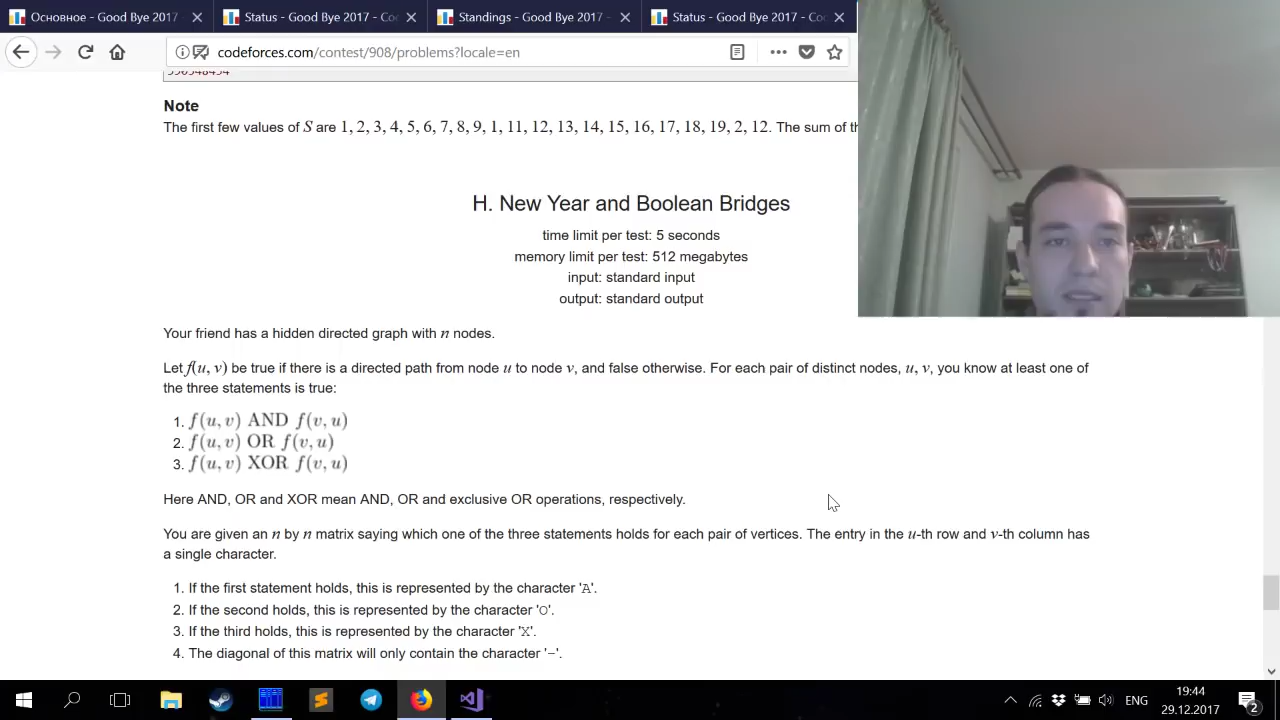 Основное - Good Bye 2017 -
Status - Good Bye 2017 - Co
Standings - Good Bye 2017 -
Status - Good Bye 2017 - Co
codeforces.com/contest/908/problems?locale=en
Note
The first few values of S are 1, 2, 3, 4, 5, 6, 7, 8, 9, 1, 11, 12, 13, 14, 15, 16, 17, 18, 19, 2, 12. The sum of th
H. New Year and Boolean Bridges
time limit per test: 5 seconds
memory limit per test: 512 megabytes
input: standard input
output: standard output
Your friend has a hidden directed graph with n nodes.
Let f(u, v) be true if there is a directed path from node u to node v, and false otherwise. For each pair of distinct nodes, u, v, you know at least one of
the three statements is true:
1. f(u, v) AND f(v, u)
2. f(u, v) OR f(v, u)
3. f(u, v) XOR f(v, u)
Here AND, OR and XOR mean AND, OR and exclusive OR operations, respectively.
You are given an n by n matrix saying which one of the three statements holds for each pair of vertices. The entry in the u-th row and v-th column has
a single character.
1. If the first statement holds, this is represented by the character 'A'.
2. If the second holds, this is represented by the character 'O'.
3. If the third holds, this is represented by the character 'X'.
4. The diagonal of this matrix will only contain the character '-'.
ENG
19:44
29.12.2017
2